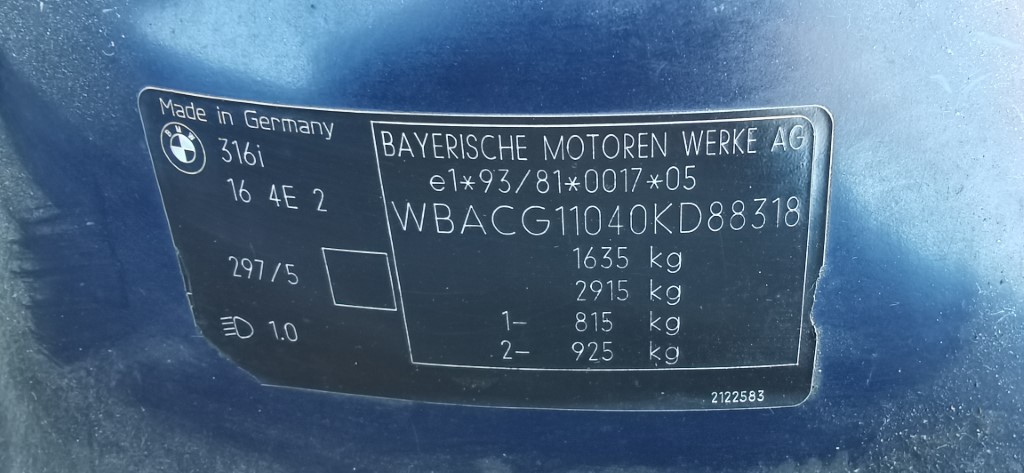 Made in Germany
BMW
316i
16 4E 2
297/5
1.0
BAYERISCHE MOTOREN WERKE AG
e1*93/81*0017*05
WBACG11040KD88318
1635 kg
2915 kg
1- 815 kg
2- 925 kg
2122583